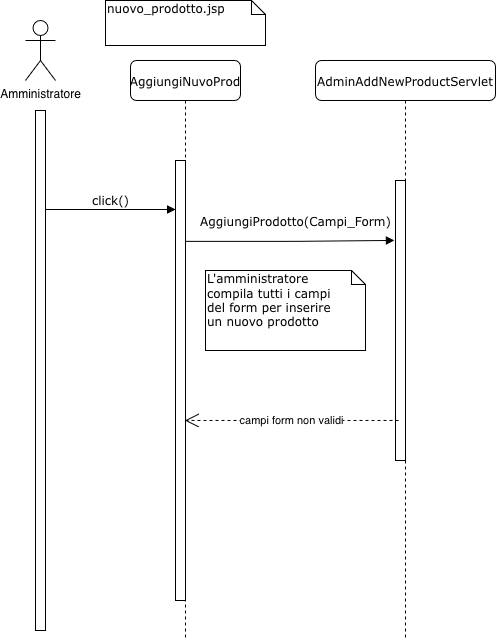 nuovo_prodotto.jsp
Amministratore
AggiungiNuvoProd
AdminAddNewProductServlet
click()
AggiungiProdotto(Campi_Form)
L'amministratore
compila tutti i campi
del form per inserire
un nuovo prodotto
campi form non validi